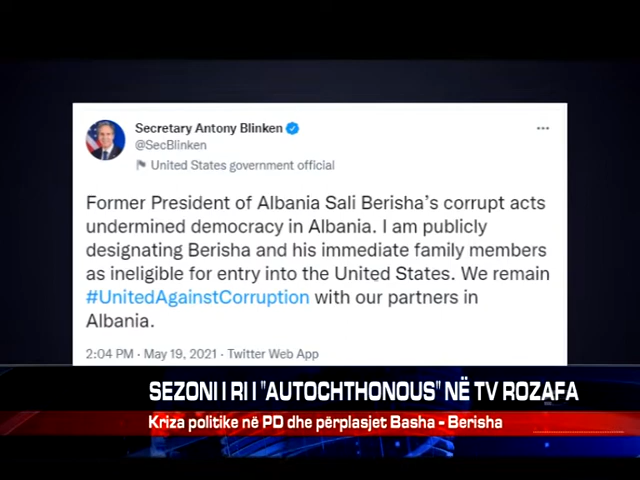 Secretary Antony Blinken
@SecBlinken
United States government official
Former President of Albania Sali Berisha's corrupt acts
undermined democracy in Albania. I am publicly
designating Berisha and his immediate family members
as ineligible for entry into the United States. We remain
#UnitedAgainstCorruption with our partners in
Albania.
2:04 PM · May 19, 2021 · Twitter Web App
SEZONI I RI I "AUTOCHTHONOUS" NË TV ROZAFA
Kriza politike në PD dhe përplasjet Basha - Berisha